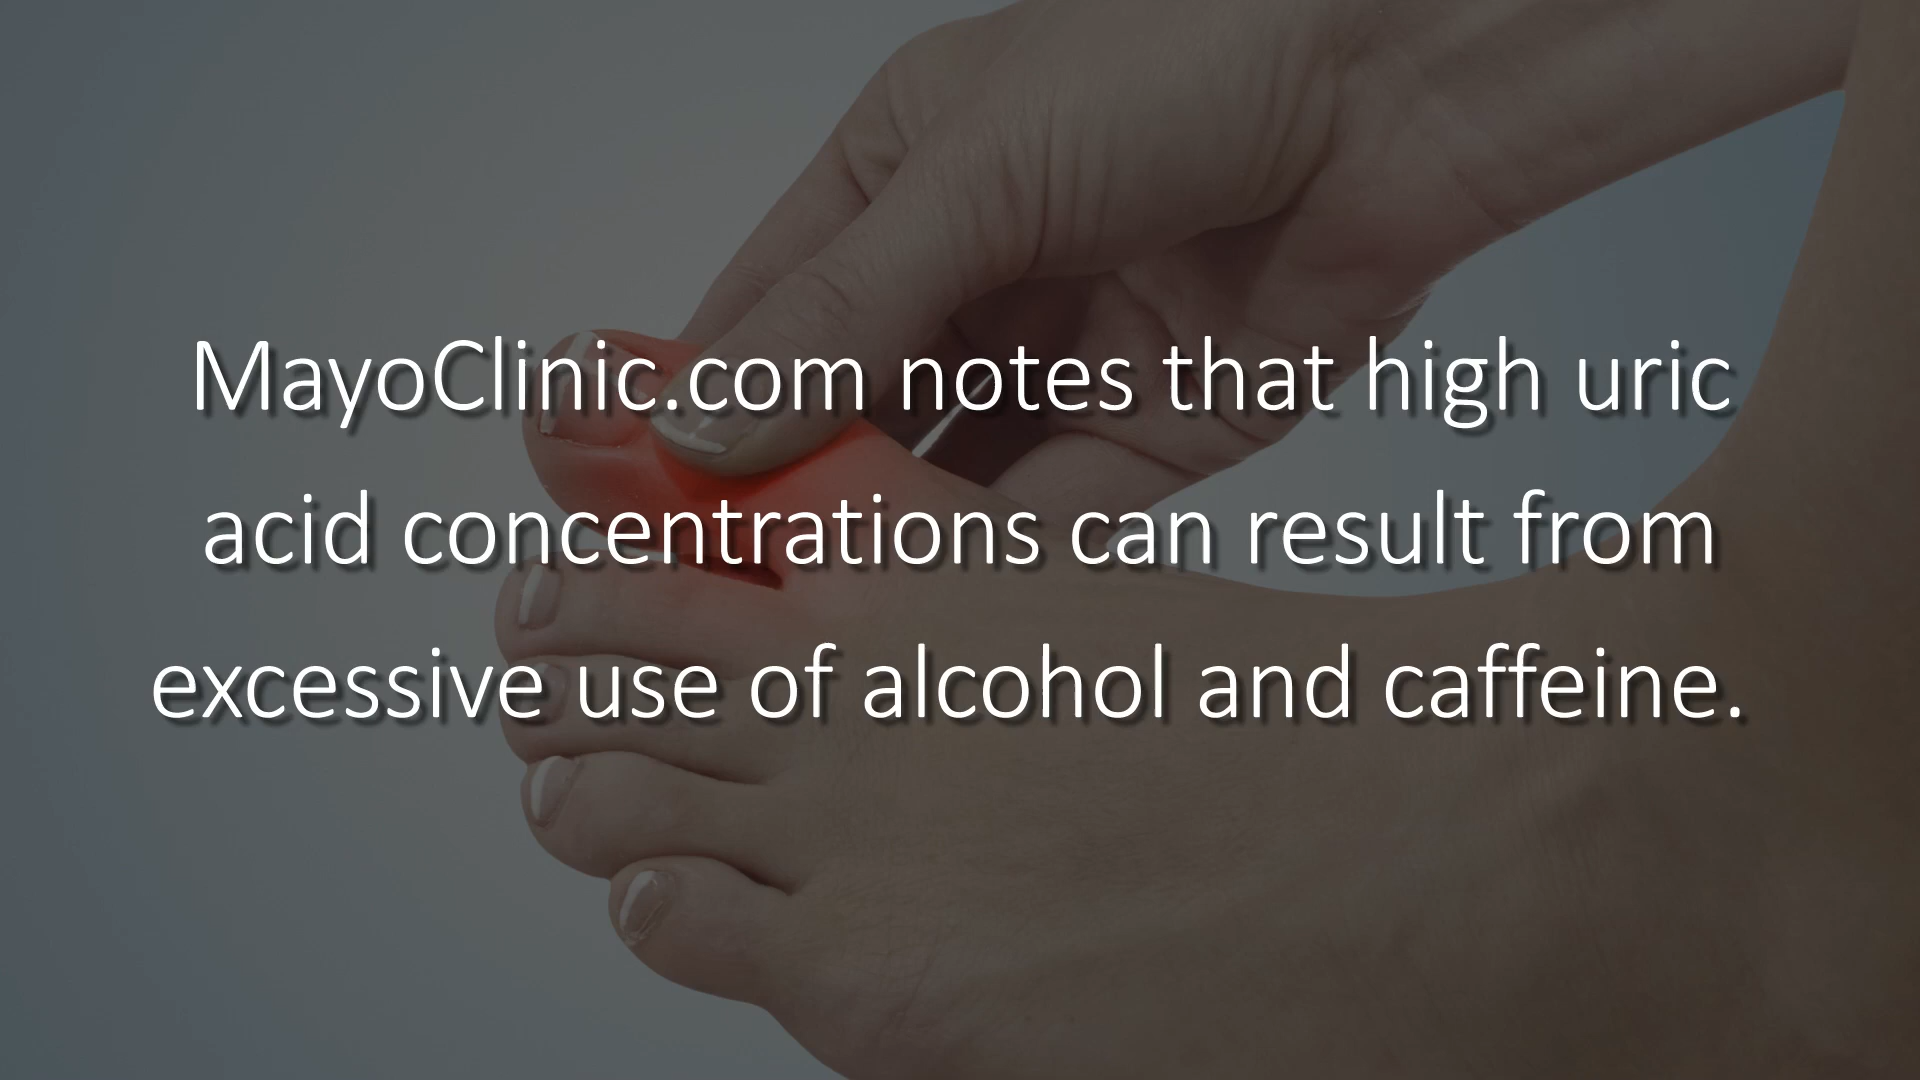 MayoClinic.com notes that high uric
acid concentrations can result from
excessive use of alcohol and caffeine.